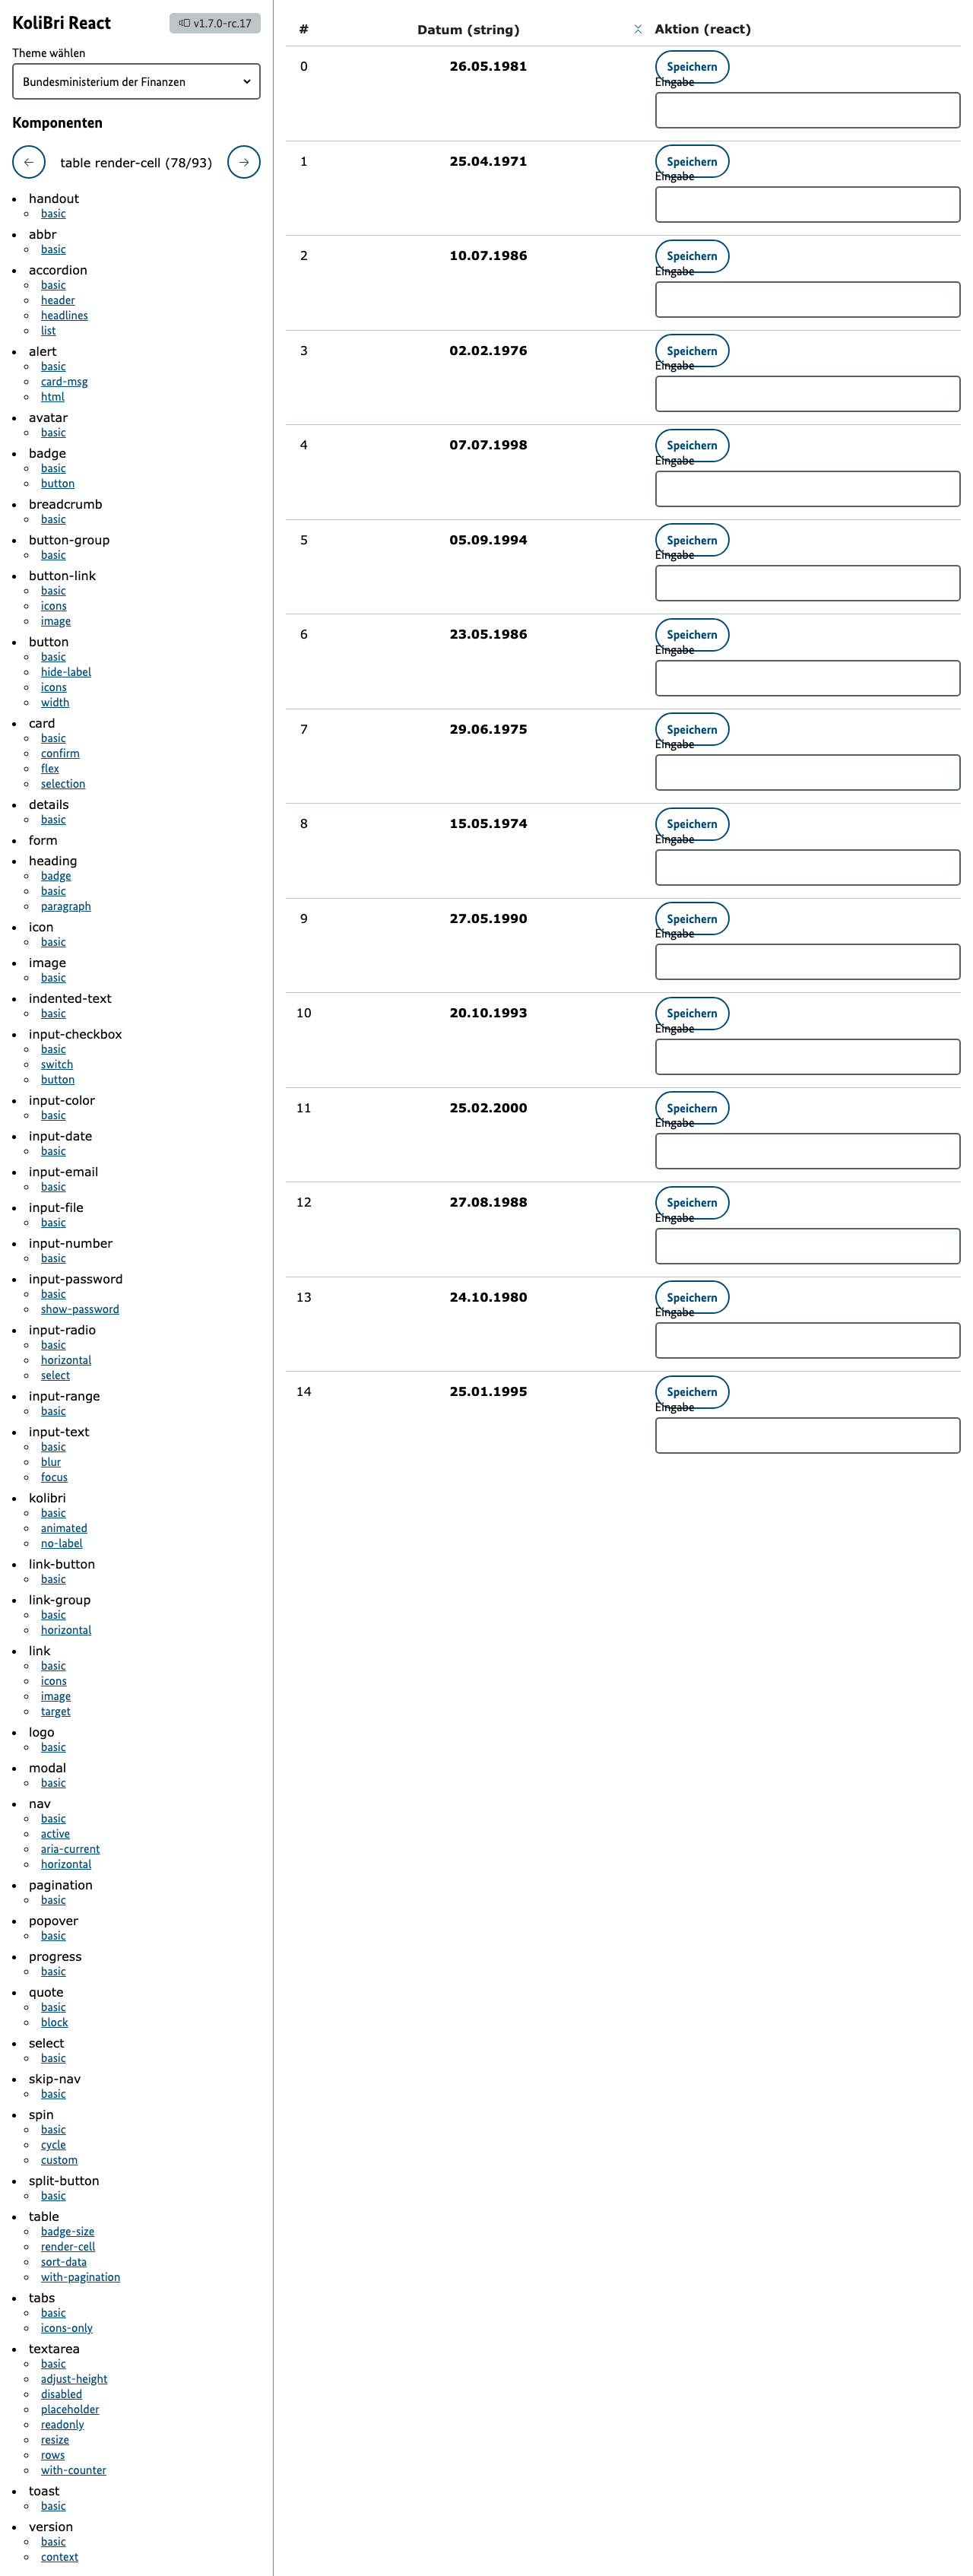 KoliBri React
v1.7.0-rc.17
Theme wählen
Bundesministerium der Finanzen
Komponenten
table render-cell (78/93)
handout
basic
abbr
basic
accordion
basic
header
headlines
list
alert
basic
card-msg
html
avatar
basic
badge
basic
button
breadcrumb
basic
button-group
basic
button-link
basic
icons
image
button
basic
hide-label
icons
width
card
basic
confirm
flex
selection
details
basic
form
heading
badge
basic
paragraph
icon
basic
image
basic
indented-text
basic
input-checkbox
basic
switch
button
input-color
basic
input-date
basic
input-email
basic
input-file
basic
input-number
basic
input-password
basic
show-password
input-radio
basic
horizontal
select
input-range
basic
input-text
basic
blur
focus
kolibri
basic
animated
no-label
link-button
basic
link-group
basic
horizontal
link
basic
icons
image
target
logo
basic
modal
basic
nav
basic
active
aria-current
horizontal
pagination
basic
popover
basic
progress
basic
quote
basic
block
select
basic
skip-nav
basic
spin
basic
cycle
custom
split-button
basic
table
badge-size
render-cell
sort-data
with-pagination
tabs
basic
icons-only
textarea
basic
adjust-height
disabled
placeholder
readonly
resize
rows
with-counter
toast
basic
version
basic
context
# Datum (string) Aktion (react)
0 26.05.1981 Speichern
Eingabe
1 25.04.1971 Speichern
Eingabe
2 10.07.1986 Speichern
Eingabe
3 02.02.1976 Speichern
Eingabe
4 07.07.1998 Speichern
Eingabe
5 05.09.1994 Speichern
Eingabe
6 23.05.1986 Speichern
Eingabe
7 29.06.1975 Speichern
Eingabe
8 15.05.1974 Speichern
Eingabe
9 27.05.1990 Speichern
Eingabe
10 20.10.1993 Speichern
Eingabe
11 25.02.2000 Speichern
Eingabe
12 27.08.1988 Speichern
Eingabe
13 24.10.1980 Speichern
Eingabe
14 25.01.1995 Speichern
Eingabe